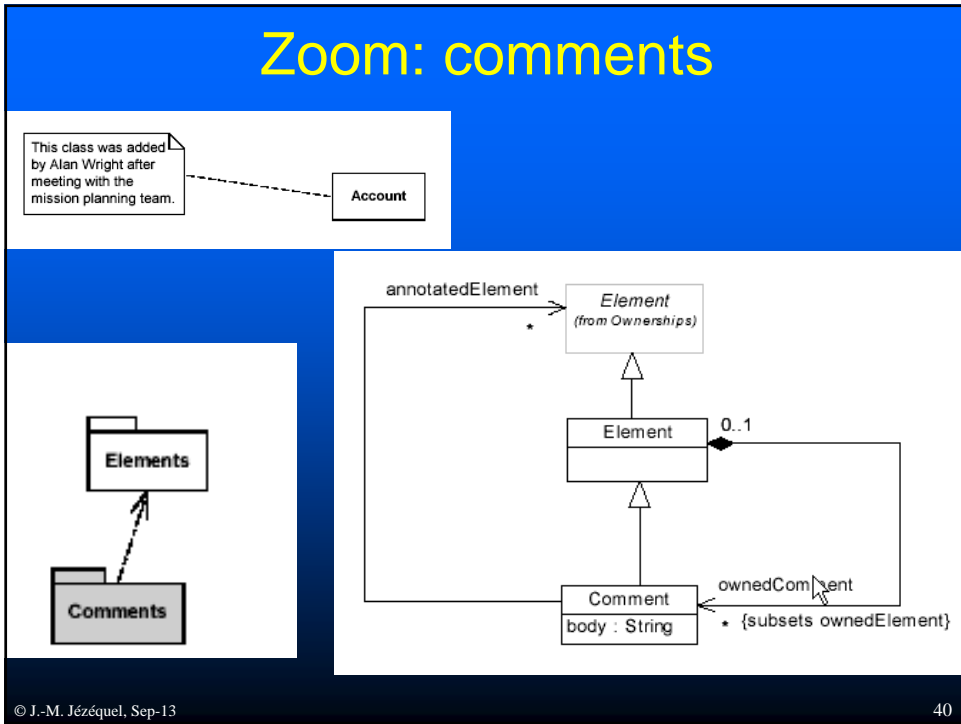 Zoom: comments
This class was added
by Alan Wright after
meeting with the
mission planning team.
Account
annotatedElement
*
Element
(from Ownerships)
Element
0..1
ownedComment
Comment
body : String
* {subsets ownedElement}
Elements
Comments
© J.-M. Jézéquel, Sep-13
40